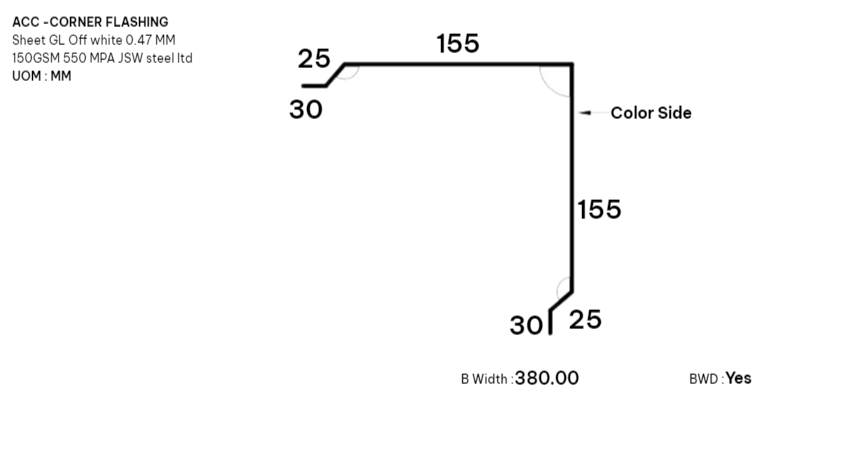 ACC -CORNER FLASHING
Sheet GL Off white 0.47 MM
150GSM 550 MPA JSW steel ltd
UOM : MM
155
25
30
Color Side
155
30
25
B Width : 380.00
BWD : Yes